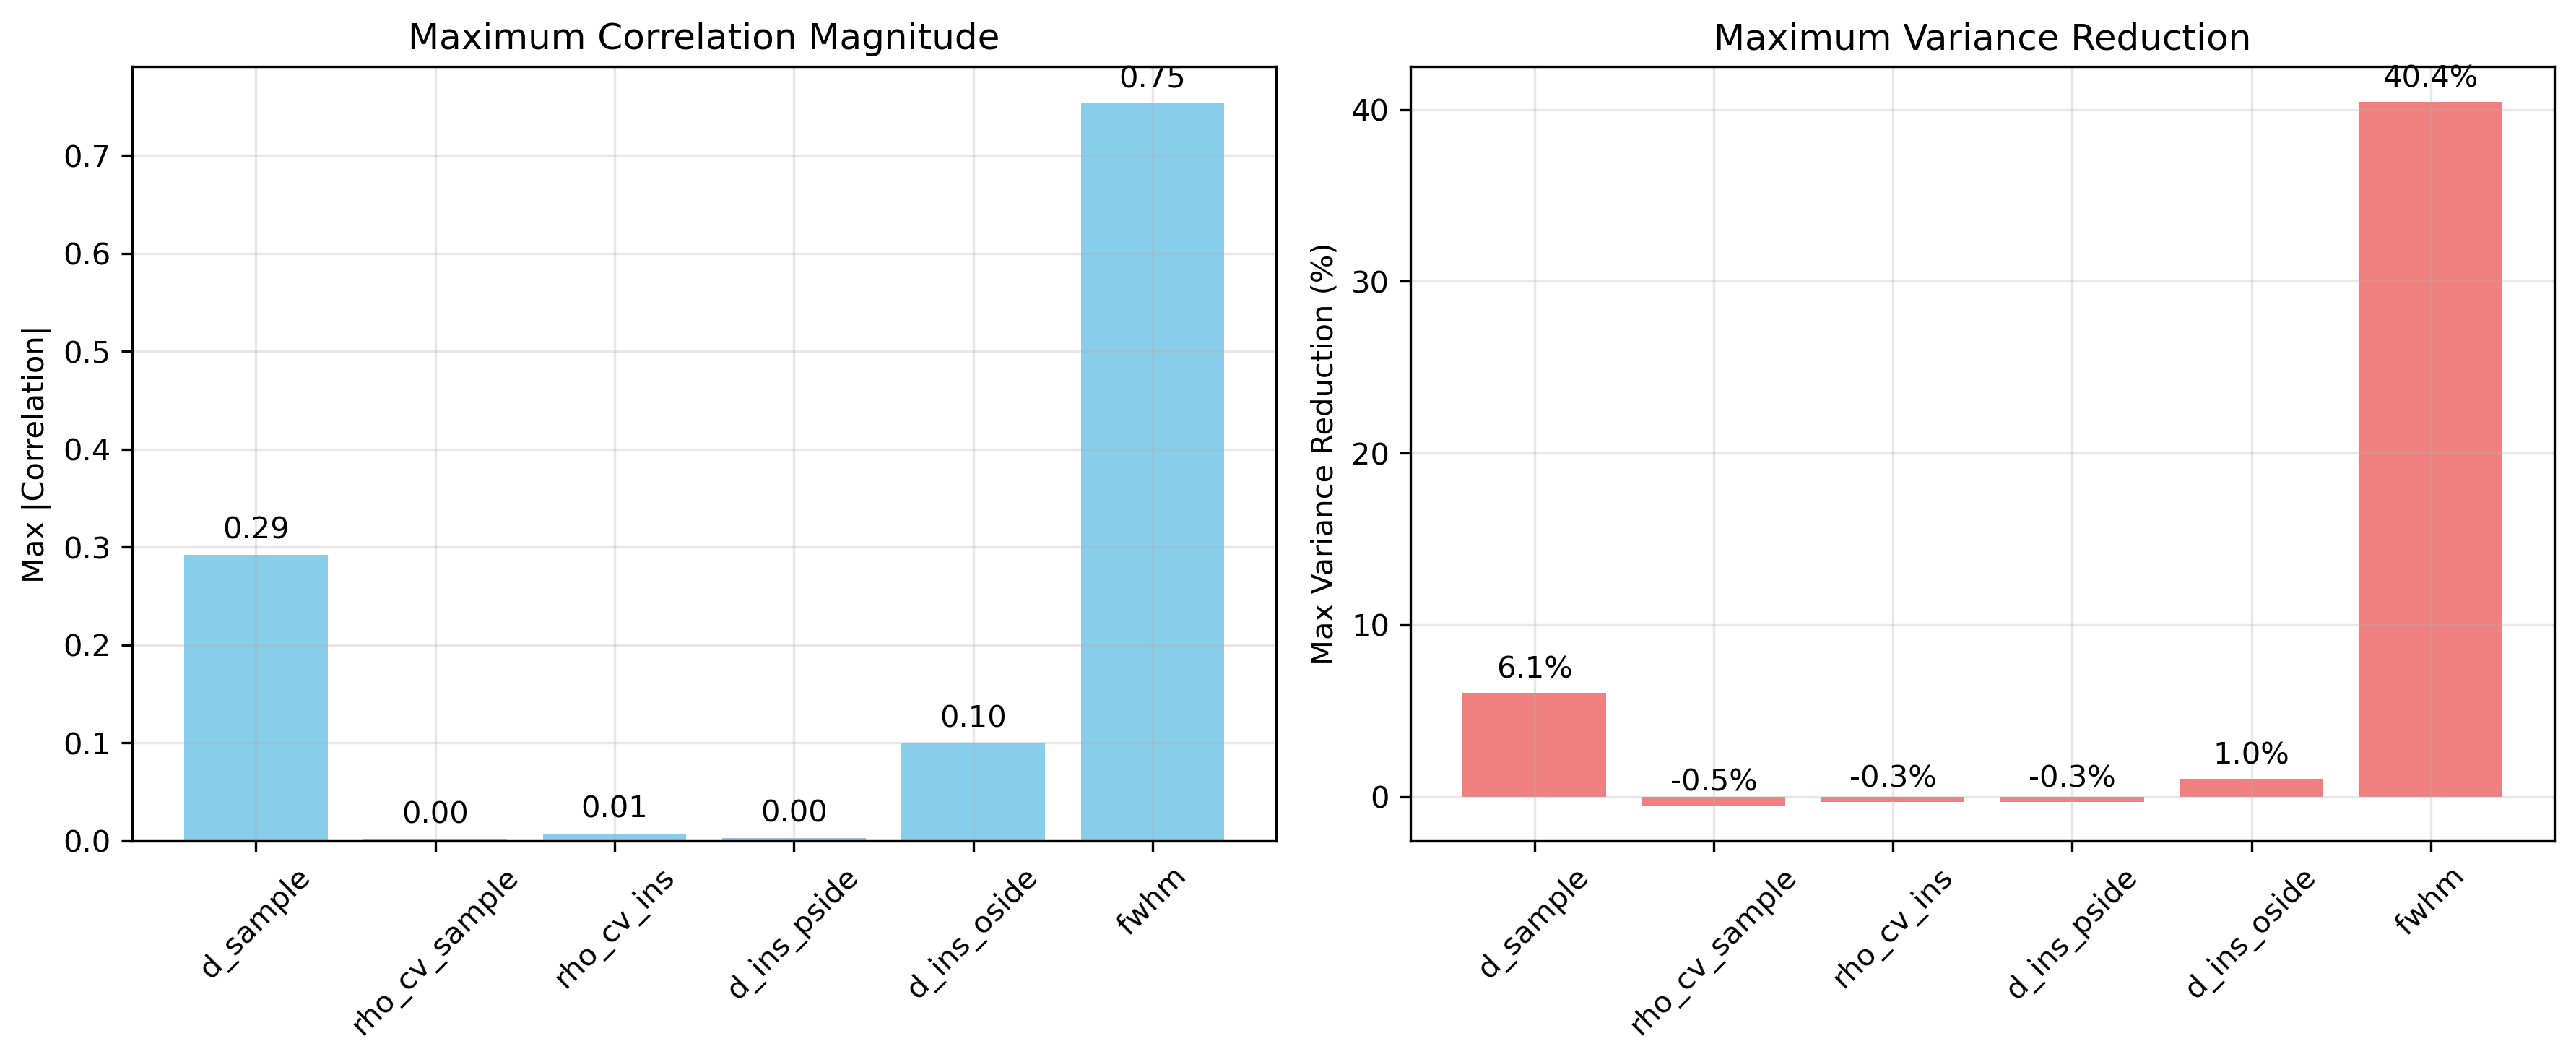 Maximum Correlation Magnitude
Max |Correlation|
0.7
0.6
0.5
0.4
0.3
0.2
0.1
0.0
0.29
0.00
0.01
0.00
0.10
0.75
d_sample
rho_cv_sample
rho_cv_ins
d_ins_pside
d_ins_oside
fwhm
Maximum Variance Reduction
Max Variance Reduction (%)
40
30
20
10
0
6.1%
-0.5%
-0.3%
-0.3%
1.0%
40.4%
d_sample
rho_cv_sample
rho_cv_ins
d_ins_pside
d_ins_oside
fwhm